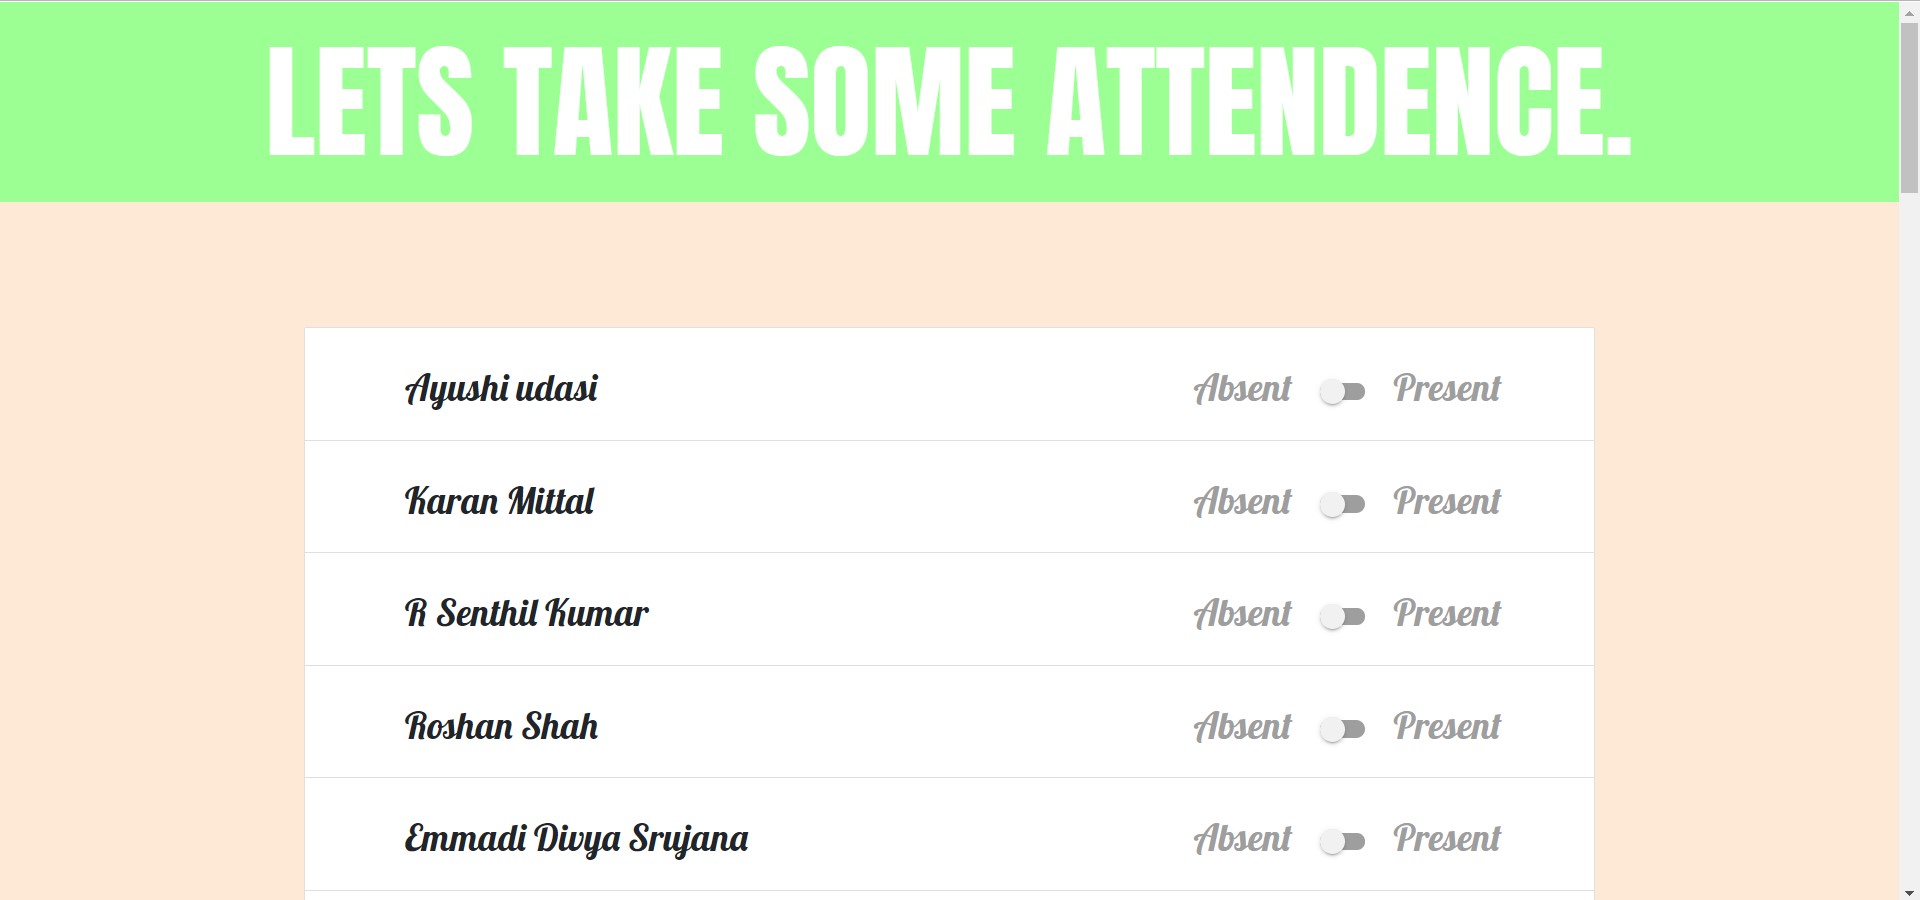 LETS TAKE SOME ATTENDENCE.
Ayushi udasi Absent Present
Karan Mittal Absent Present
R Senthil Kumar Absent Present
Roshan Shah Absent Present
Emmadi Divya Srujana Absent Present